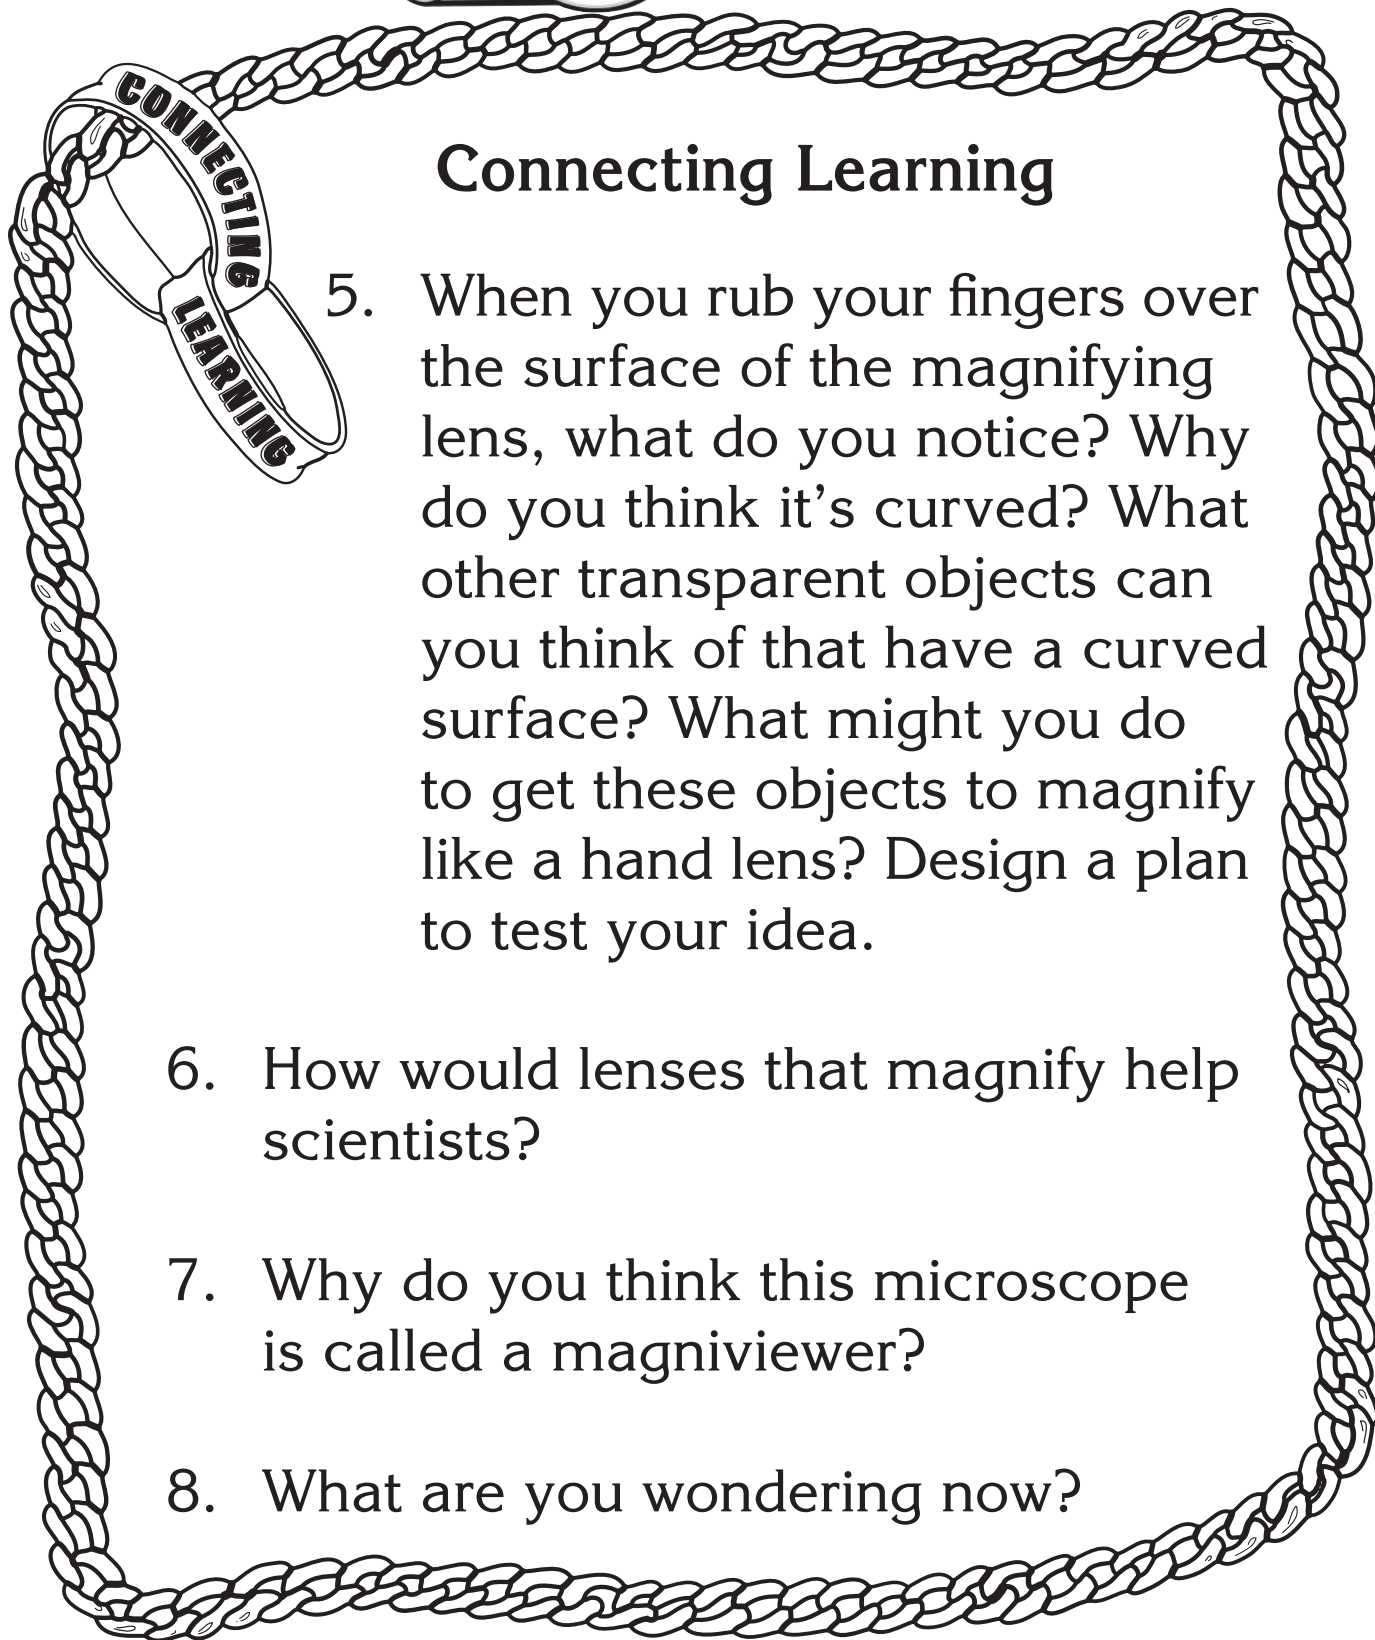 CONNECTING
LEARNING
Connecting Learning
5. When you rub your fingers over
the surface of the magnifying
lens, what do you notice? Why
do you think it’s curved? What
other transparent objects can
you think of that have a curved
surface? What might you do
to get these objects to magnify
like a hand lens? Design a plan
to test your idea.
6. How would lenses that magnify help
scientists?
7. Why do you think this microscope
is called a magniviewer?
8. What are you wondering now?